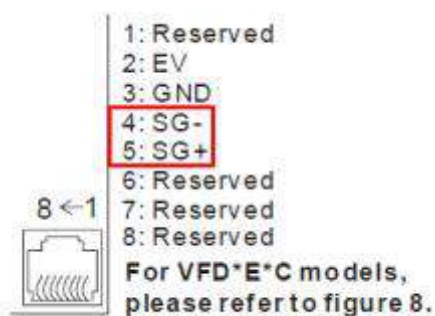 1: Reserved
2: EV
3: GND
4: SG-
5: SG+
6: Reserved
7: Reserved
8: Reserved
8 ←1
For VFD*E*C models,
please refer to figure 8.